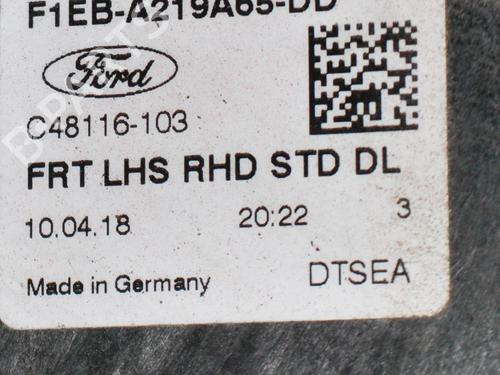 F1EB-A219A65-DD
Ford
C48116-103
FRT LHS RHD STD DL
10.04.18 20:22 3
Made in Germany DTSEA